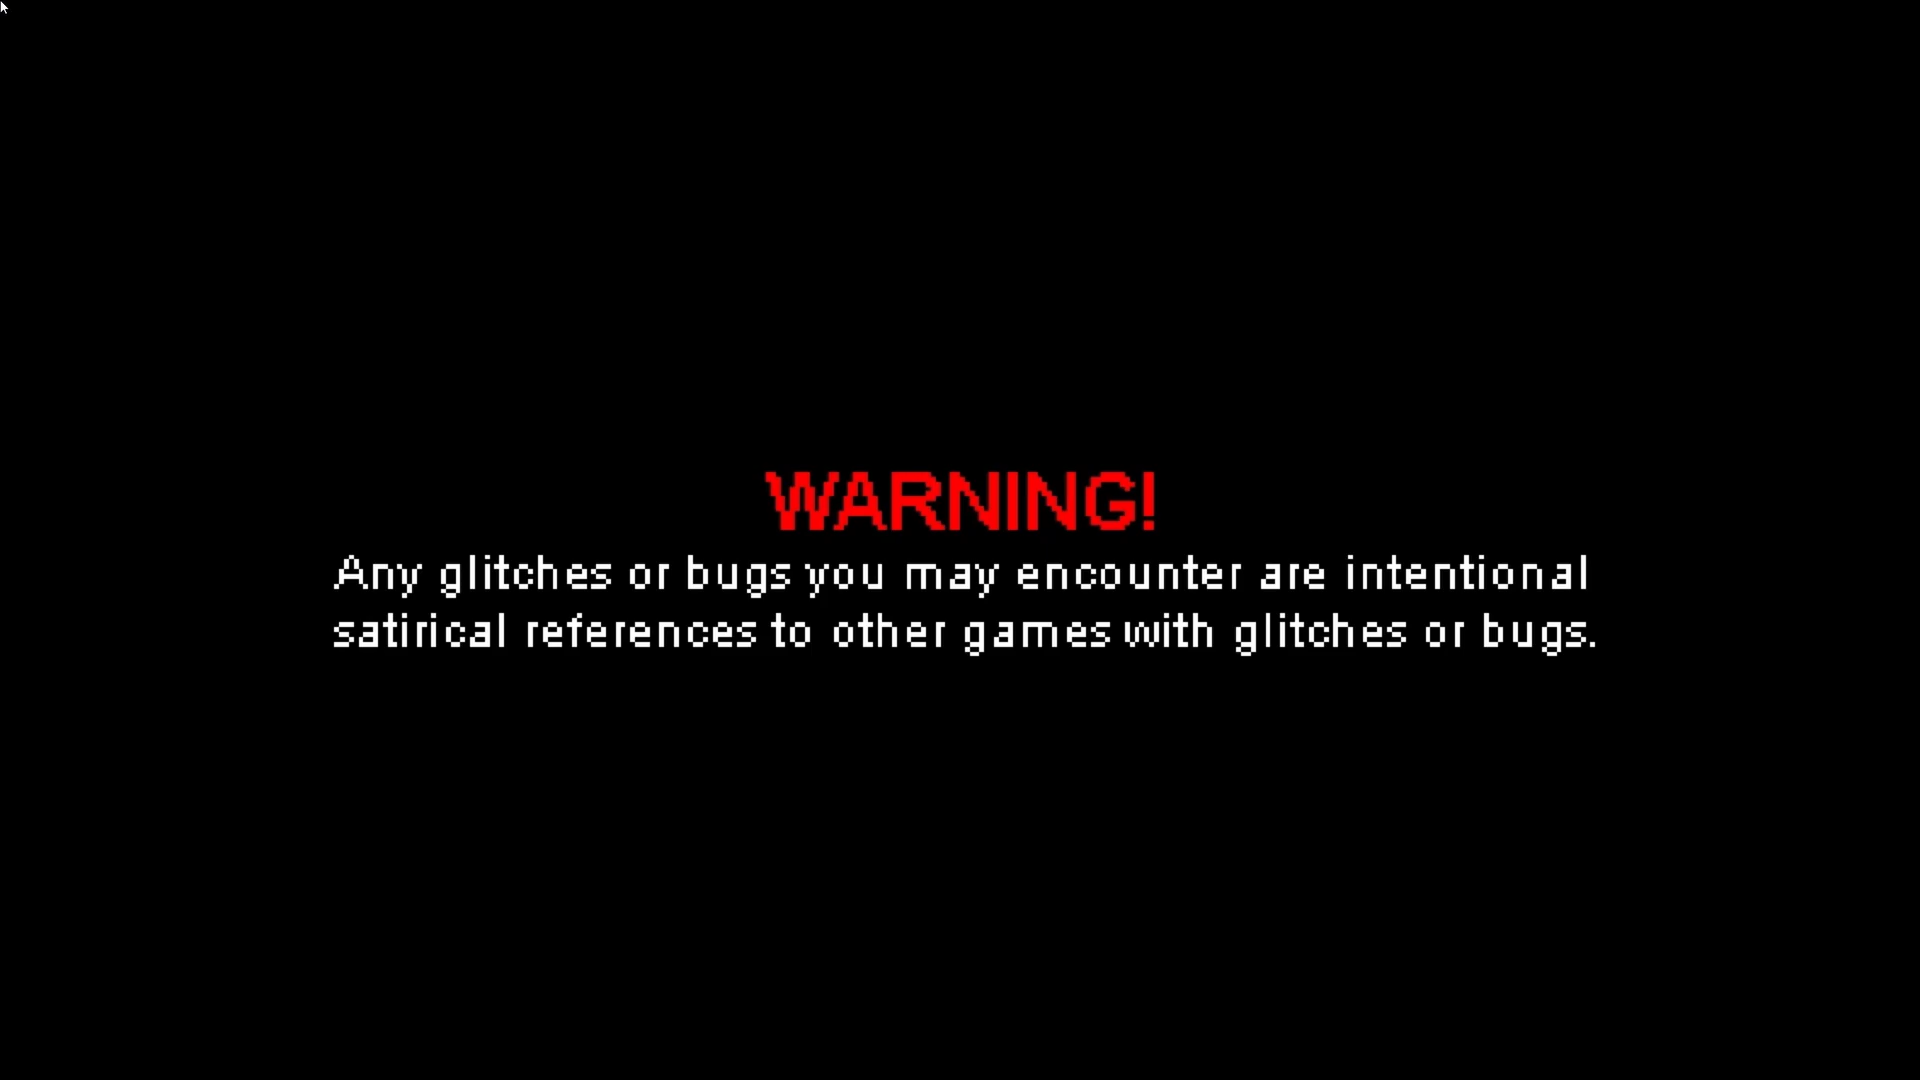 WARNING!
Any glitches or bugs you may encounter are intentional
satirical references to other games with glitches or bugs.